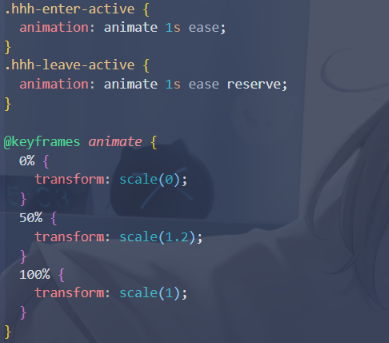 .hhh-enter-active {
  animation: animate 1s ease;
}
.hhh-leave-active {
  animation: animate 1s ease reserve;
}

@keyframes animate {
  0% {
    transform: scale(0);
  }
  50% {
    transform: scale(1.2);
  }
  100% {
    transform: scale(1);
  }
}